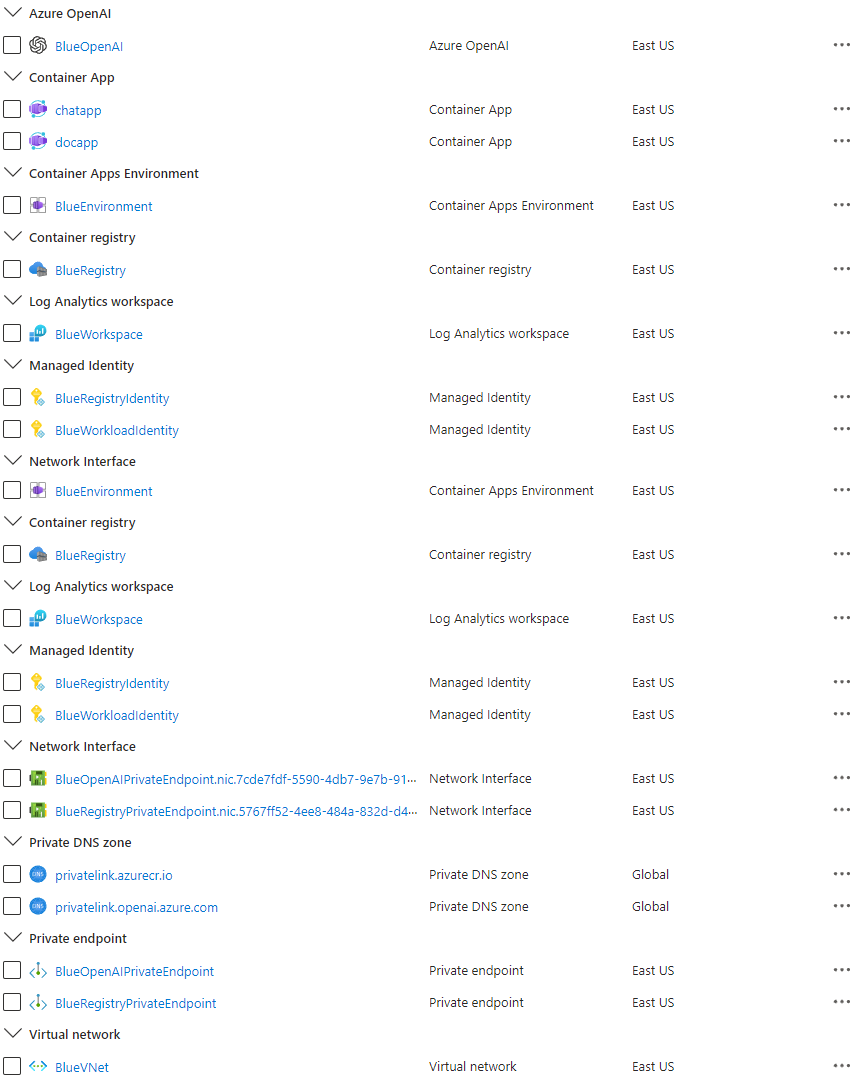 Azure OpenAI
BlueOpenAI Azure OpenAI East US
Container App
chatapp Container App East US
docapp Container App East US
Container Apps Environment
BlueEnvironment Container Apps Environment East US
Container registry
BlueRegistry Container registry East US
Log Analytics workspace
BlueWorkspace Log Analytics workspace East US
Managed Identity
BlueRegistryIdentity Managed Identity East US
BlueWorkloadIdentity Managed Identity East US
Network Interface
BlueEnvironment Container Apps Environment East US
Container registry
BlueRegistry Container registry East US
Log Analytics workspace
BlueWorkspace Log Analytics workspace East US
Managed Identity
BlueRegistryIdentity Managed Identity East US
BlueWorkloadIdentity Managed Identity East US
Network Interface
BlueOpenAIPrivateEndpoint.nic.7cde7fdf-5590-4db7-9e7b-91... Network Interface East US
BlueRegistryPrivateEndpoint.nic.5767ff52-4ee8-484a-832d-d4... Network Interface East US
Private DNS zone
privatelink.azurecr.io Private DNS zone Global
privatelink.openai.azure.com Private DNS zone Global
Private endpoint
BlueOpenAIPrivateEndpoint Private endpoint East US
BlueRegistryPrivateEndpoint Private endpoint East US
Virtual network
BlueVNet Virtual network East US